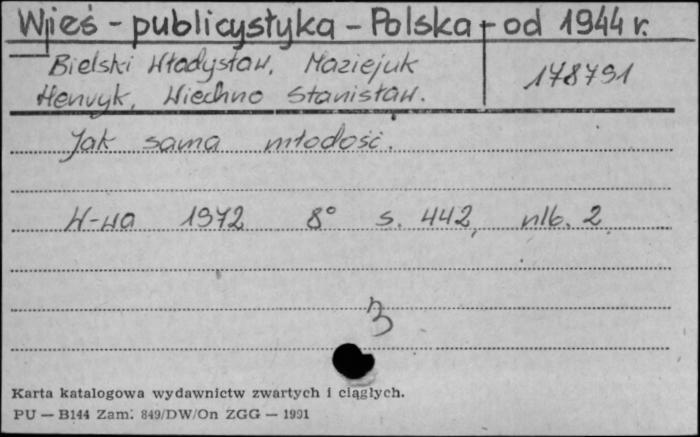 Wieś - publicystyka - Polska - od 1944 r.
Bielski Władysław, Maziejuk
178791
Henryk, Wiechno Stanisław.
Jak sama młodość.
W-wa 1972 8° s. 442, nlb. 2
3
Karta katalogowa wydawnictw zwartych i ciągłych.
PU — B144 Zam. 849/DW/On ZGG — 1991